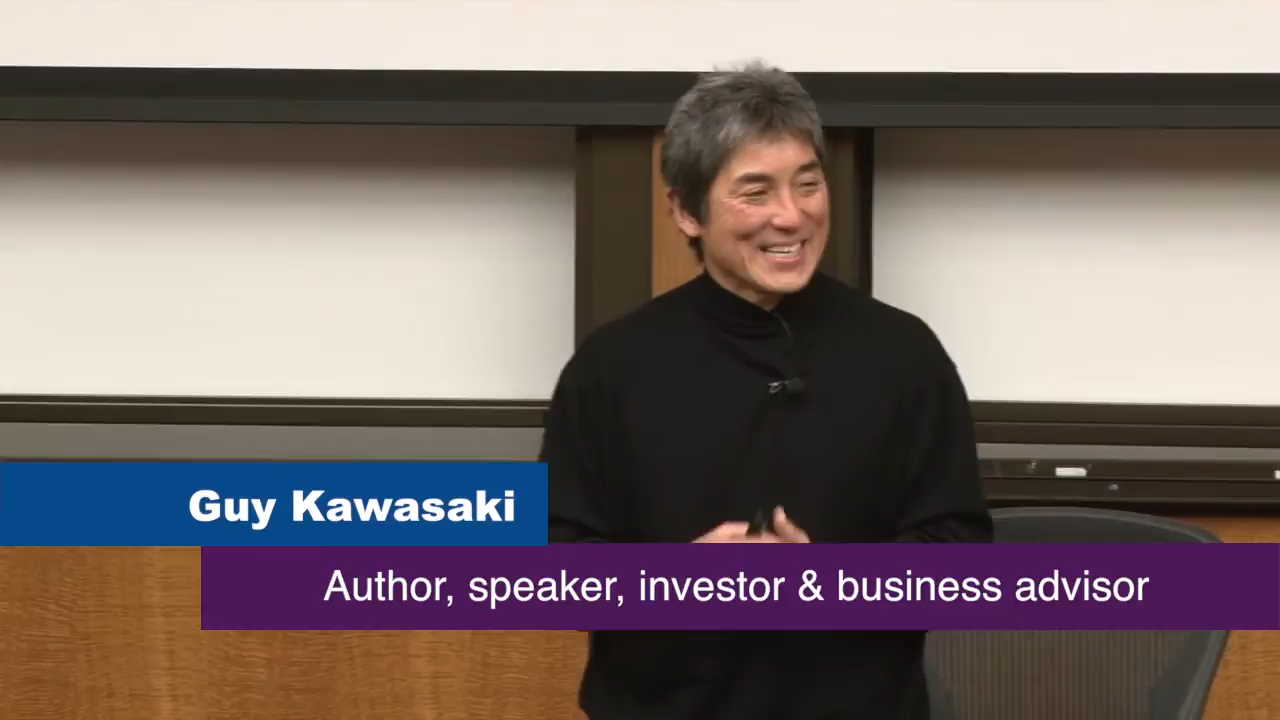 Guy Kawasaki
Author, speaker, investor & business advisor